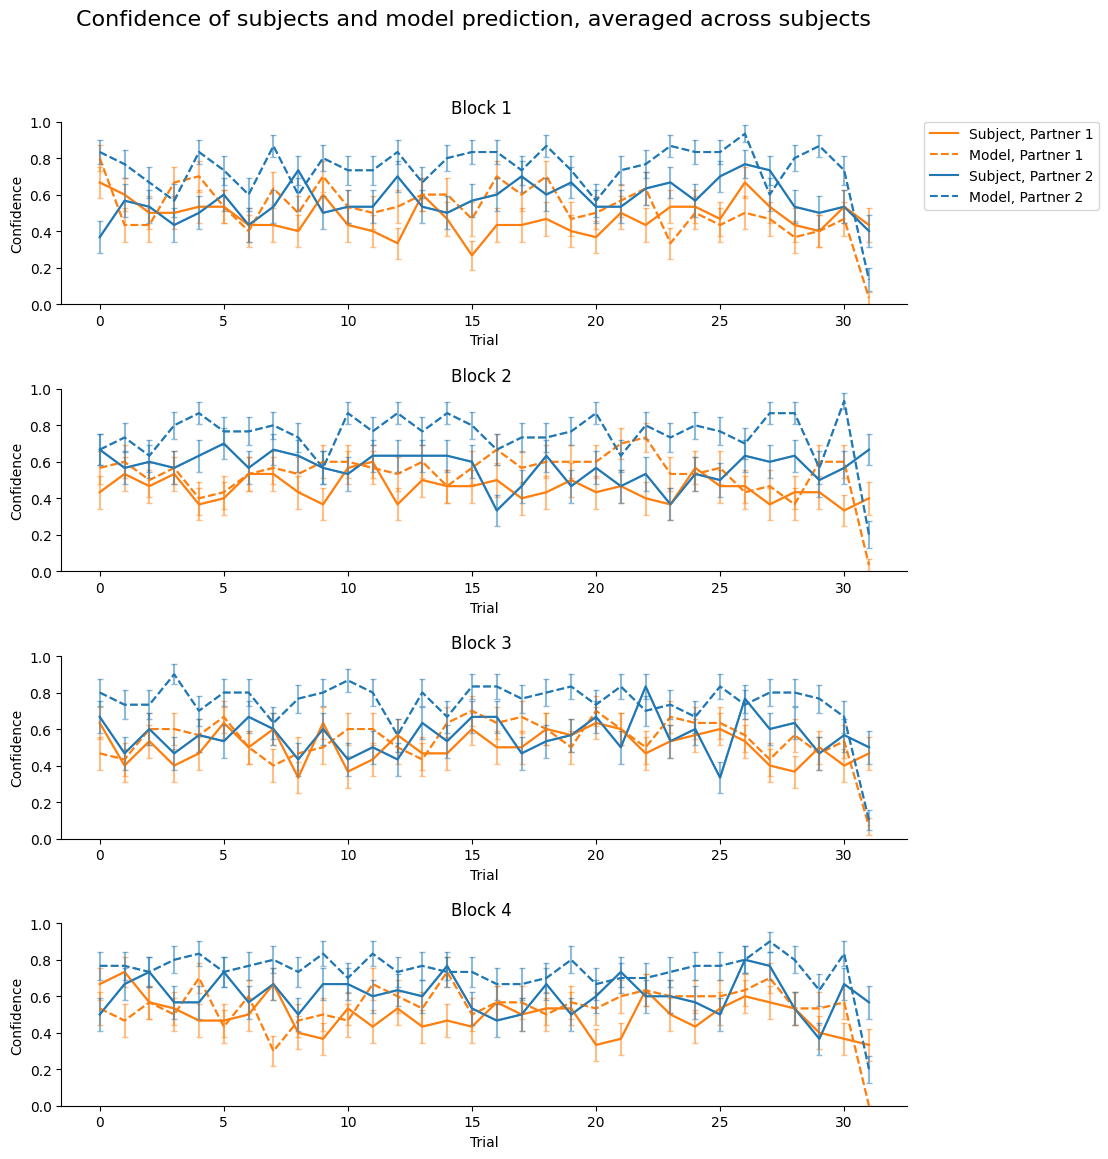 Confidence of subjects and model prediction, averaged across subjects
Block 1
1.0
0.8
0.6
0.4
0.2
0.0
Confidence
0 5 10 15 20 25 30
Trial
Subject, Partner 1
Model, Partner 1
Subject, Partner 2
Model, Partner 2
Block 2
1.0
0.8
0.6
0.4
0.2
0.0
Confidence
0 5 10 15 20 25 30
Trial
Block 3
1.0
0.8
0.6
0.4
0.2
0.0
Confidence
0 5 10 15 20 25 30
Trial
Block 4
1.0
0.8
0.6
0.4
0.2
0.0
Confidence
0 5 10 15 20 25 30
Trial